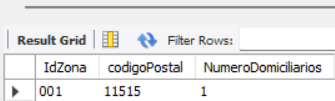 Result Grid Filter Rows:
IdZona codigoPostal NumeroDomiciliarios
001 11515 1